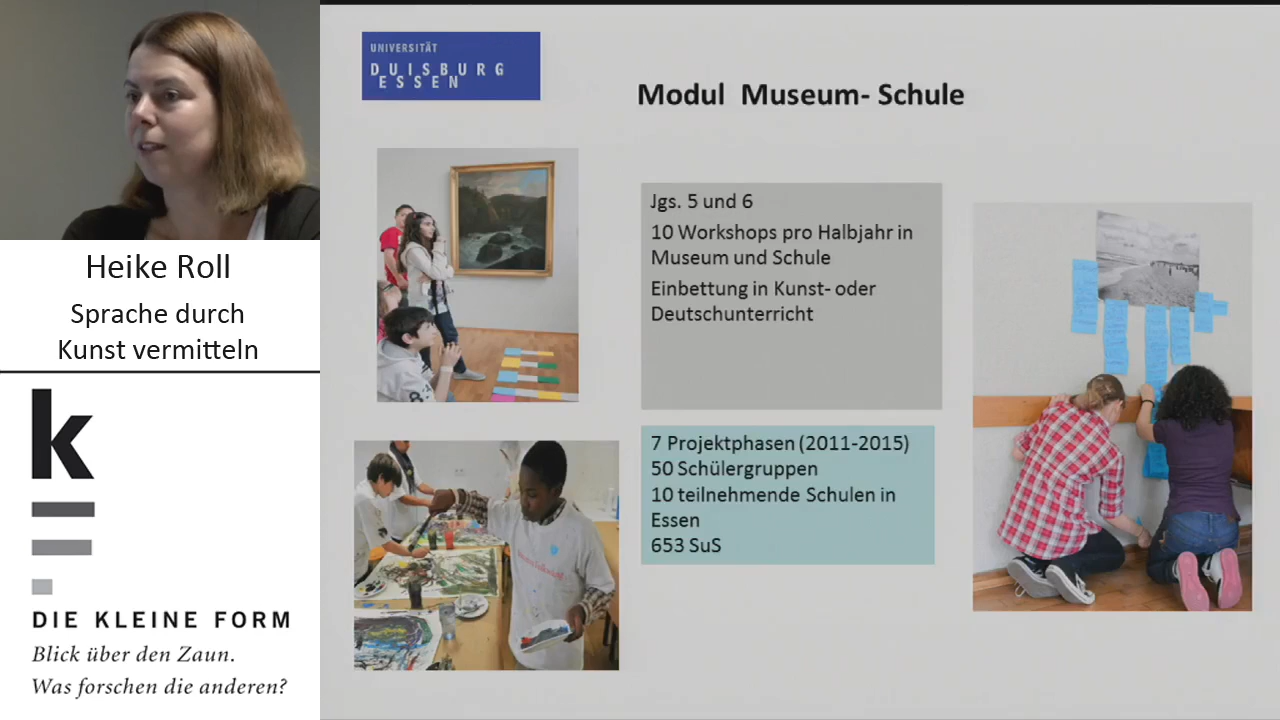 Heike Roll
Sprache durch
Kunst vermitteln
k
DIE KLEINE FORM
Blick über den Zaun.
Was forschen die anderen?
UNIVERSITÄT
DUISBURG
ESSEN
Modul Museum- Schule
Jgs. 5 und 6
10 Workshops pro Halbjahr in
Museum und Schule
Einbettung in Kunst- oder
Deutschunterricht
7 Projektphasen (2011-2015)
50 Schülergruppen
10 teilnehmende Schulen in
Essen
653 SuS